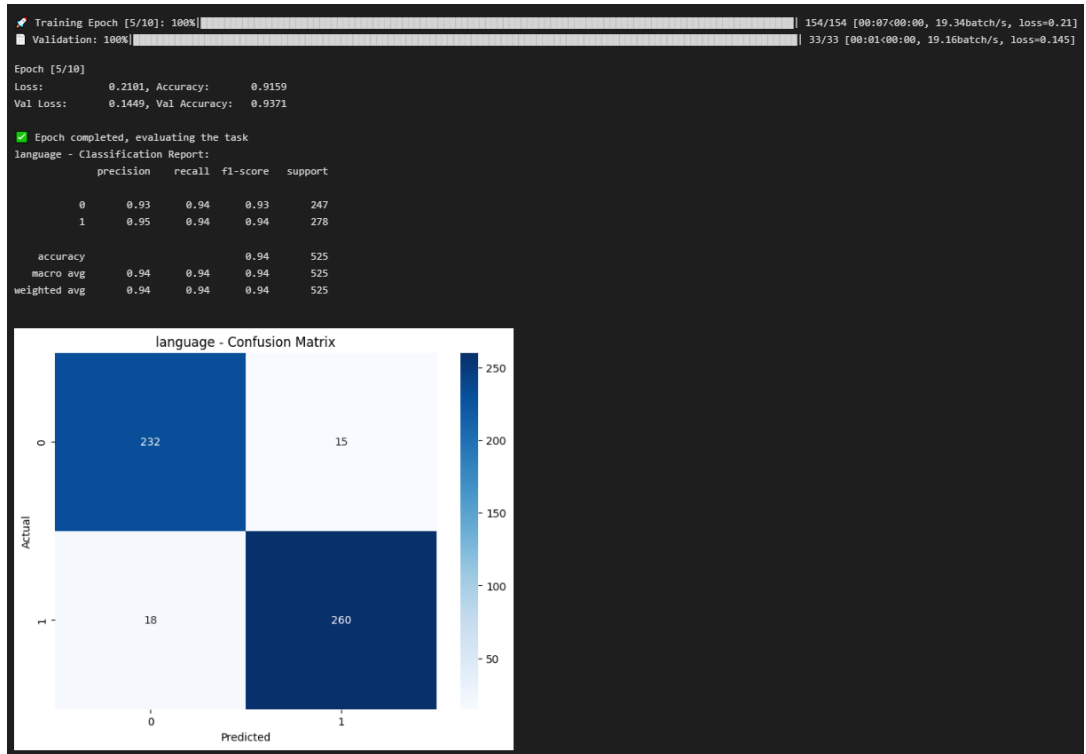 🚀 Training Epoch [5/10]: 100%|██████████| 154/154 [00:07<00:00, 19.34batch/s, loss=0.21]
📄 Validation: 100%|██████████| 33/33 [00:01<00:00, 19.16batch/s, loss=0.145]
Epoch [5/10]
Loss: 0.2101, Accuracy: 0.9159
Val Loss: 0.1449, Val Accuracy: 0.9371
✅ Epoch completed, evaluating the task
language - Classification Report:
precision recall f1-score support
0 0.93 0.94 0.93 247
1 0.95 0.94 0.94 278
accuracy 0.94 525
macro avg 0.94 0.94 0.94 525
weighted avg 0.94 0.94 0.94 525
language - Confusion Matrix
250
0 232 15
200
150
Actual
100
1 18 260
50
0 1
Predicted